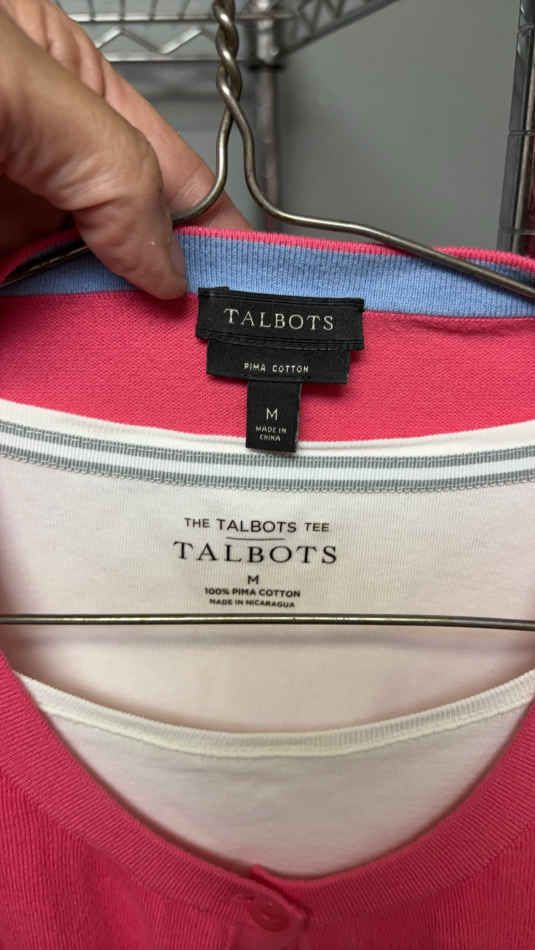 TALBOTS
PIMA COTTON
M
MADE IN
CHINA
THE TALBOTS TEE
TALBOTS
M
100% PIMA COTTON
MADE IN NICARAGUA